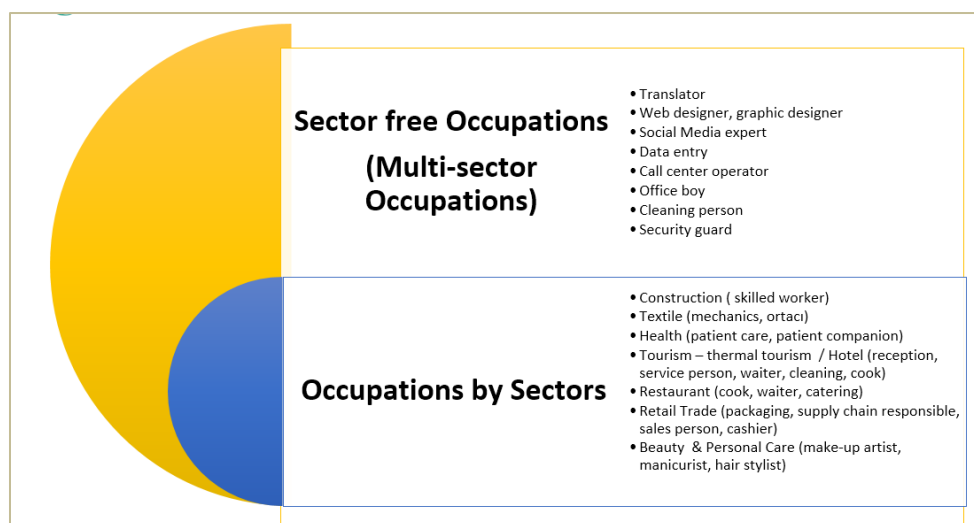 Sector free Occupations
(Multi-sector
Occupations)
• Translator
• Web designer, graphic designer
• Social Media expert
• Data entry
• Call center operator
• Office boy
• Cleaning person
• Security guard
Occupations by Sectors
• Construction ( skilled worker)
• Textile (mechanics, ortacı)
• Health (patient care, patient companion)
• Tourism – thermal tourism / Hotel (reception,
service person, waiter, cleaning, cook)
• Restaurant (cook, waiter, catering)
• Retail Trade (packaging, supply chain responsible,
sales person, cashier)
• Beauty & Personal Care (make-up artist,
manicurist, hair stylist)